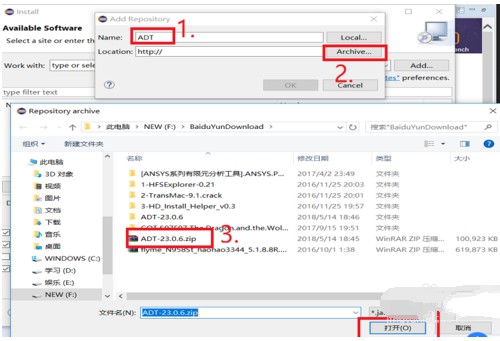 Install
Available Software
Select a site or enter the
Work with: type or selec
Add...
type
es" preferences.
Add Repository
1.
Name: ADT
Local...
Location: http://
Archive...
2.
OK
Cancel
Repository archive
此电脑 > NEW (F:) > BaiduYunDownload >
搜索"BaiduYunDownload"
组织 新建文件夹
名称 修改日期 类型 大小
此电脑
3D 对象
视频
图片
文档
下载
音乐
桌面
WINDOWS (C:)
学习 (D:)
娱乐 (E:)
NEW (F:)
[ANSYS系列有限元分析工具].ANSYS.P... 2017/4/2 23:49 文件夹
1-HFSExplorer-0.21 2016/11/25 20:03 文件夹
2-TransMac-9.1.crack 2016/11/25 20:01 文件夹
3-HD_Install_Helper_v0.3 2016/11/25 20:01 文件夹
ADT-23.0.6 2018/5/14 18:46 文件夹
2017/9/15 19:51 文件夹
ADT-23.0.6.zip 2018/5/14 18:45 WinRAR ZIP 压缩... 100,923 KB
3.
flyme_N958St_haohao3344_5.1.8.8R... 2016/10/1 11:38 WinRAR ZIP 压缩... 619,873 KB
文件名(N): ADT-23.0.6.zip
*.ja
打开(O)
取消